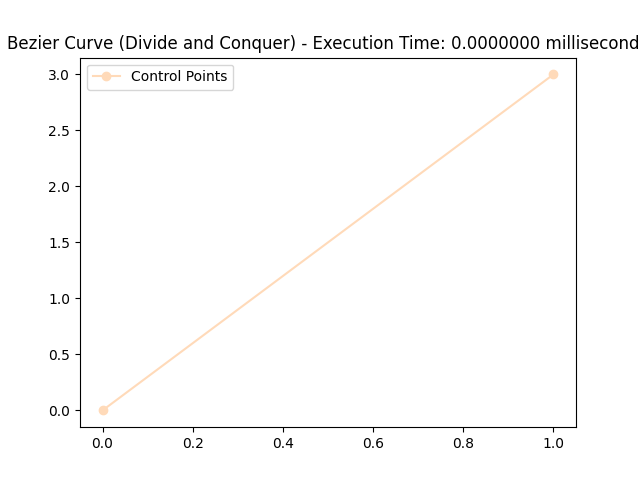 Bezier Curve (Divide and Conquer) - Execution Time: 0.0000000 millisecond
Control Points
3.0
2.5
2.0
1.5
1.0
0.5
0.0
0.0 0.2 0.4 0.6 0.8 1.0